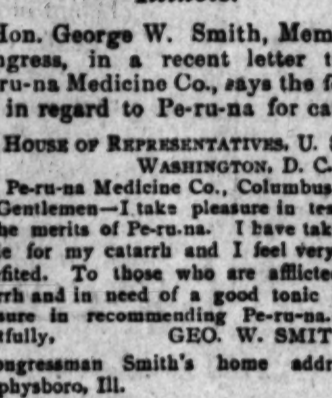 Hon. George W. Smith, Mem
ngress, in a recent letter t
ru-na Medicine Co., says the f
in regard to Pe-ru-na for ca
HOUSE OF REPRESENTATIVES, U. S
WASHINGTON, D. C.
Pe-ru-na Medicine Co., Columbus
Gentlemen—I take pleasure in tes
he merits of Pe-ru-na. I have tak
le for my catarrh and I feel very
fited. To those who are afflicte
rrh and in need of a good tonic
sure in recommending Pe-ru-na.
tfully, GEO. W. SMIT
ongressman Smith's home addr
physboro, Ill.